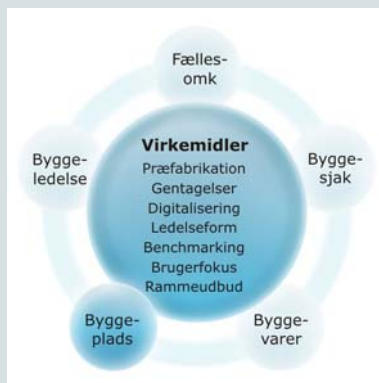 Fælles-
omk
Bygge-
ledelse
Virkemidler
Præfabrikation
Gentagelser
Digitalisering
Ledelseform
Benchmarking
Brugerfokus
Rammeudbud
Bygge-
sjak
Bygge-
plads
Bygge-
varer